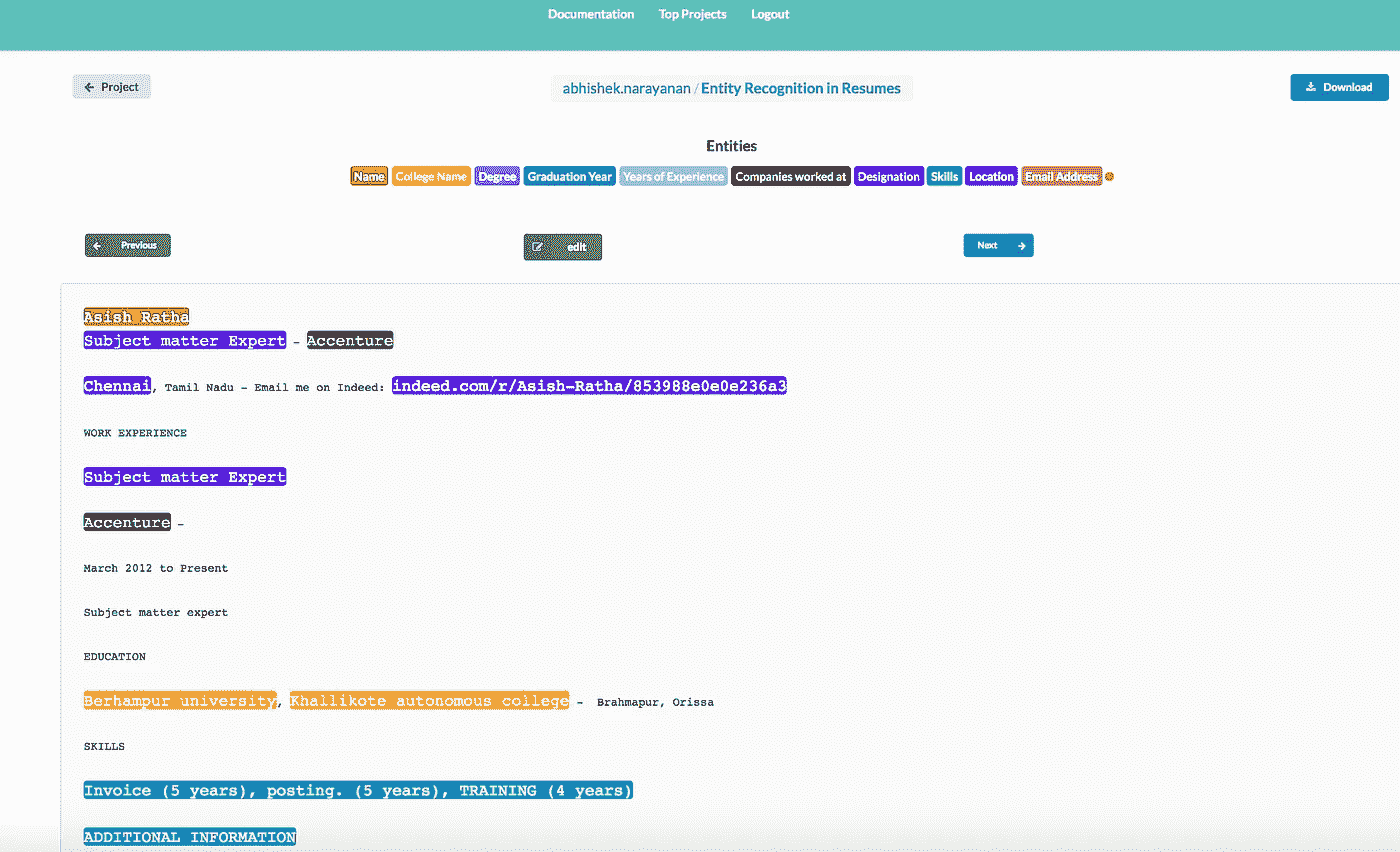 Documentation Top Projects Logout
← Project abhishek.narayanan / Entity Recognition in Resumes Download
Entities
Name College Name Degree Graduation Year Years of Experience Companies worked at Designation Skills Location Email Address
← Previous edit Next →
Asish Ratha
Subject matter Expert - Accenture
Chennai, Tamil Nadu - Email me on Indeed: indeed.com/r/Asish-Ratha/853988e0e0e236a3
WORK EXPERIENCE
Subject matter Expert
Accenture -
March 2012 to Present
Subject matter expert
EDUCATION
Berhampur university, Khallikote autonomous college - Brahmapur, Orissa
SKILLS
Invoice (5 years), posting. (5 years), TRAINING (4 years)
ADDITIONAL INFORMATION